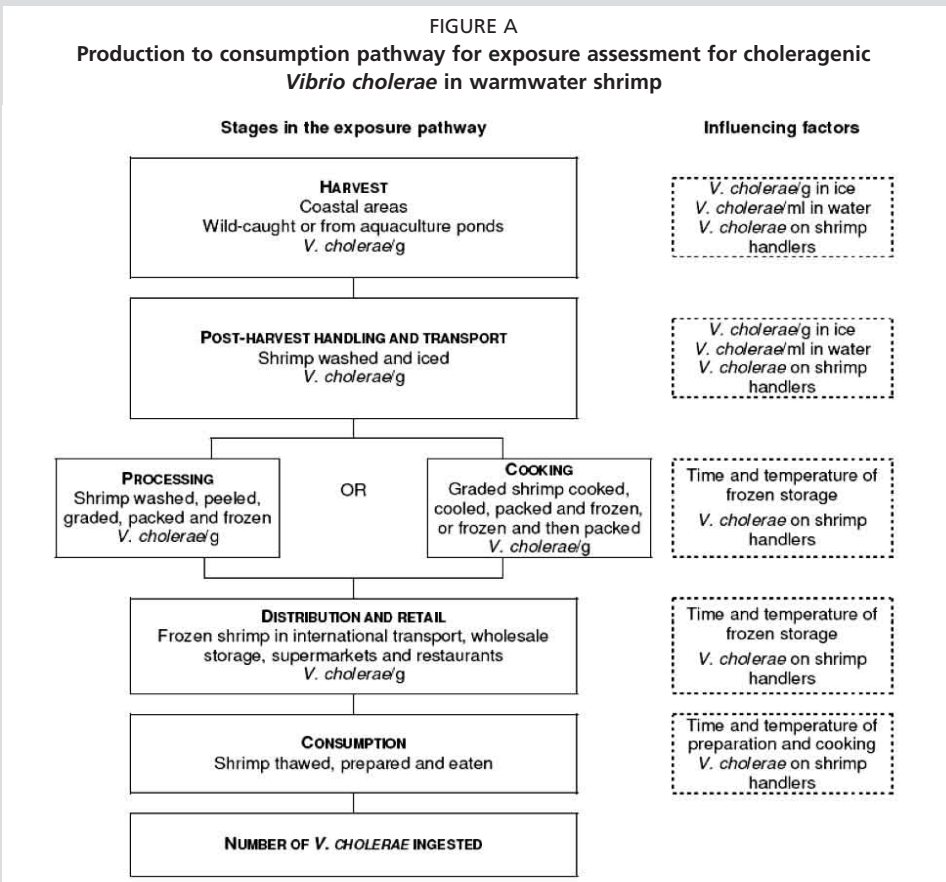 FIGURE A
Production to consumption pathway for exposure assessment for choleragenic
Vibrio cholerae in warmwater shrimp
Stages in the exposure pathway
Influencing factors
HARVEST
Coastal areas
Wild-caught or from aquaculture ponds
V. cholerae/g
V. cholerae/g in ice
V. cholerae/ml in water
V. cholerae on shrimp
handlers
POST-HARVEST HANDLING AND TRANSPORT
Shrimp washed and iced
V. cholerae/g
V. cholerae/g in ice
V. cholerae/ml in water
V. cholerae on shrimp
handlers
PROCESSING
Shrimp washed, peeled,
graded, packed and frozen
V. cholerae/g
OR
COOKING
Graded shrimp cooked,
cooled, packed and frozen,
or frozen and then packed
V. cholerae/g
Time and temperature of
frozen storage
V. cholerae on shrimp
handlers
DISTRIBUTION AND RETAIL
Frozen shrimp in international transport, wholesale
storage, supermarkets and restaurants
V. cholerae/g
Time and temperature of
frozen storage
V. cholerae on shrimp
handlers
CONSUMPTION
Shrimp thawed, prepared and eaten
Time and temperature of
preparation and cooking
V. cholerae on shrimp
handlers
NUMBER OF V. CHOLERAE INGESTED